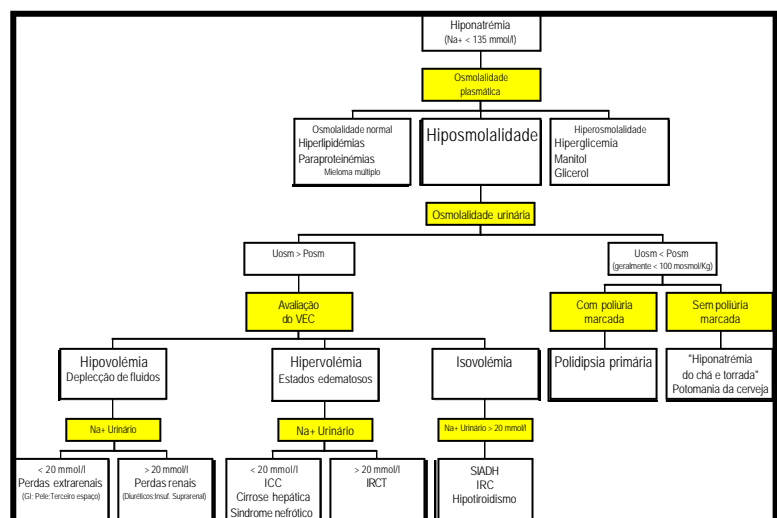 Hiponatrémia
(Na+ < 135 mmol/l)
Osmolalidade
plasmática
Osmolalidade normal
Hiperlipidémias
Paraproteinémias
Mieloma múltiplo
Hiposmolalidade
Hiperosmolalidade
Hiperglicemia
Manitol
Glicerol
Osmolalidade urinária
Uosm > Posm
Uosm < Posm
(geralmente < 100 mosmol/Kg)
Avaliação
do VEC
Com poliúria
marcada
Sem poliúria
marcada
Hipovolémia
Deplecção de fluidos
Hipervolémia
Estados edematosos
Isovolémia
Polidipsia primária
"Hiponatrémia
do chá e torrada"
Potomania da cerveja
Na+ Urinário
Na+ Urinário
Na+ Urinário > 20 mmol/l
< 20 mmol/l
Perdas extrarenais
(GI: Pele:Terceiro espaço)
> 20 mmol/l
Perdas renais
(Diuréticos:Insuf. Suprarenal)
< 20 mmol/l
ICC
Cirrose hepática
Sindrome nefrótico
> 20 mmol/l
IRCT
SIADH
IRC
Hipotiroidismo